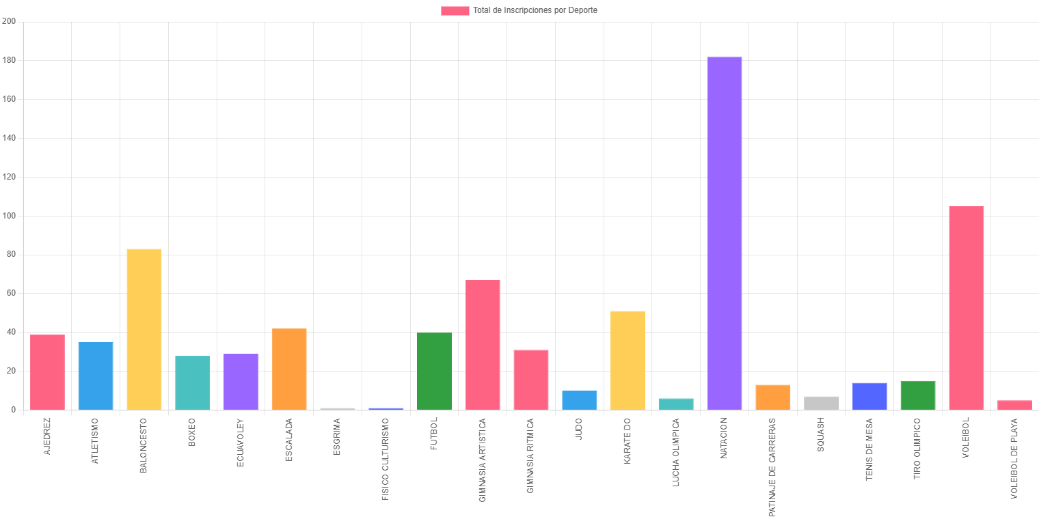 Total de Inscripciones por Deporte
200
180
160
140
120
100
80
60
40
20
0
AJEDREZ
ATLETISMO
BALONCESTO
BOXEO
ECUAVOLEY
ESCALADA
ESGRIMA
FISICO CULTURISMO
FUTBOL
GIMNASIA ARTISTICA
GIMNASIA RITMICA
JUDO
KARATE DO
LUCHA OLIMPICA
NATACION
PATINAJE DE CARRERAS
SQUASH
TENIS DE MESA
TIRO OLIMPICO
VOLEIBOL
VOLEIBOL DE PLAYA